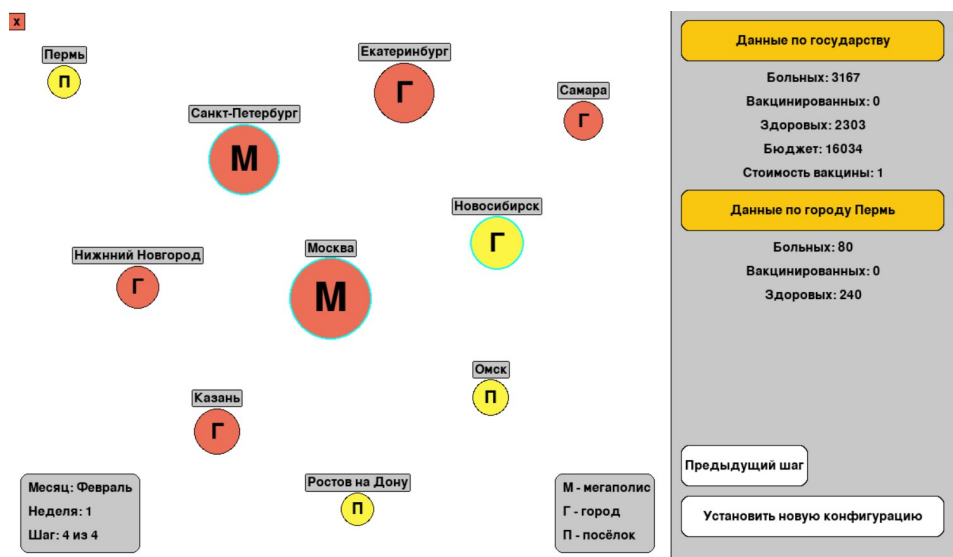 x
Пермь
П
Екатеринбург
Г
Самара
Г
Санкт-Петербург
М
Новосибирск
Г
Нижнний Новгород
Г
Москва
М
Омск
П
Казань
Г
Ростов на Дону
П
Месяц: Февраль
Неделя: 1
Шаг: 4 из 4
М - мегаполис
Г - город
П - посёлок
Данные по государству
Больных: 3167
Вакцинированных: 0
Здоровых: 2303
Бюджет: 16034
Стоимость вакцины: 1
Данные по городу Пермь
Больных: 80
Вакцинированных: 0
Здоровых: 240
Предыдущий шаг
Установить новую конфигурацию